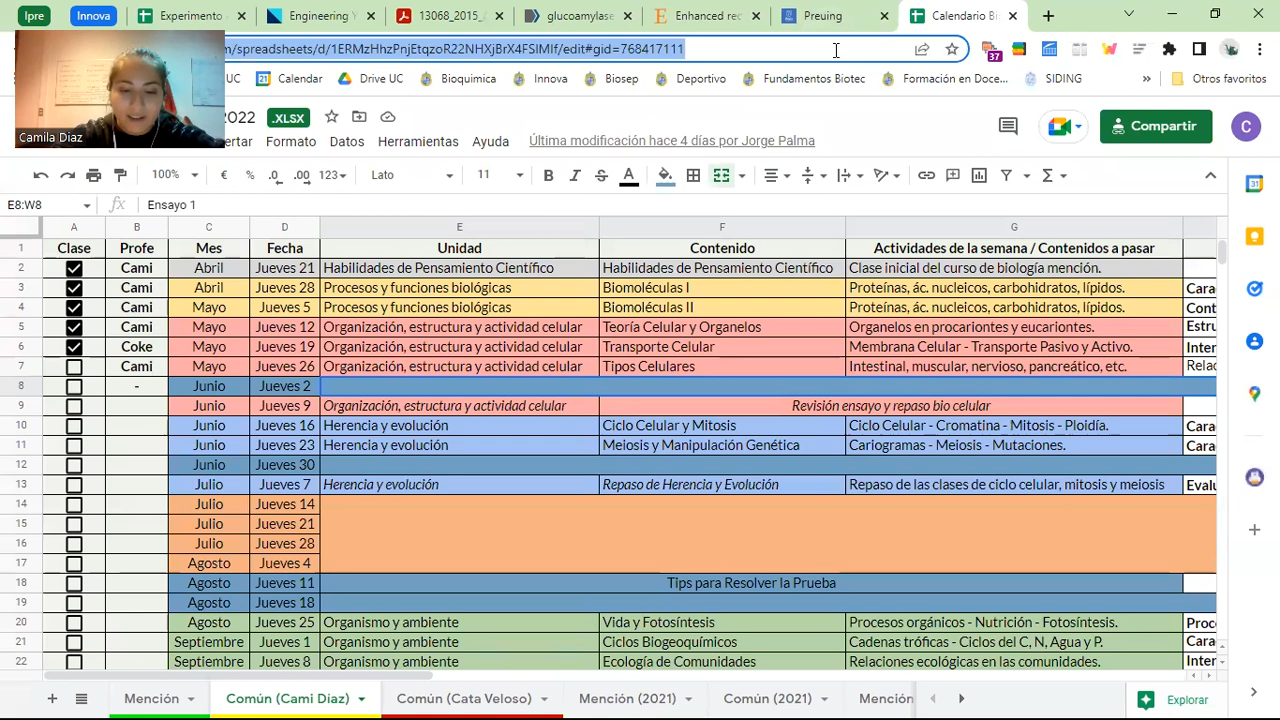 Ipre
Innova
Experimento
Engineering Y
13068_2015_
glucoamylase
Enhanced rec
Preuing
Calendario Bi
m/spreadsheets/d/1ERMzHhzPnjEtqzoR22NHXjBrX4FSlMIf/edit#gid=768417111
37
Calendar
Drive UC
Bioquimica
Innova
Biosep
Deportivo
Fundamentos Biotec
Formación en Doce...
SIDING
Otros favoritos
Camila Diaz
2022
.XLSX
ertar
Formato
Datos
Herramientas
Ayuda
Última modificación hace 4 días por Jorge Palma
Compartir
C
100%
€ % .0 .00 123
Lato
11
B I S A
E8:W8
fx
Ensayo 1
A B C D E F G
1 Clase Profe Mes Fecha Unidad Contenido Actividades de la semana / Contenidos a pasar
2 Cami Abril Jueves 21 Habilidades de Pensamiento Científico Habilidades de Pensamiento Científico Clase inicial del curso de biología mención.
3 Cami Abril Jueves 28 Procesos y funciones biológicas Biomoléculas I Proteínas, ác. nucleicos, carbohidratos, lípidos. Carac
4 Cami Mayo Jueves 5 Procesos y funciones biológicas Biomoléculas II Proteínas, ác. nucleicos, carbohidratos, lípidos. Cont
5 Cami Mayo Jueves 12 Organización, estructura y actividad celular Teoría Celular y Organelos Organelos en procariontes y eucariontes. Estru
6 Coke Mayo Jueves 19 Organización, estructura y actividad celular Transporte Celular Membrana Celular - Transporte Pasivo y Activo. Inter
7 Cami Mayo Jueves 26 Organización, estructura y actividad celular Tipos Celulares Intestinal, muscular, nervioso, pancreático, etc. Relac
8 - Junio Jueves 2
9 Junio Jueves 9 Organización, estructura y actividad celular Revisión ensayo y repaso bio celular
10 Junio Jueves 16 Herencia y evolución Ciclo Celular y Mitosis Ciclo Celular - Cromatina - Mitosis - Ploidía. Carac
11 Junio Jueves 23 Herencia y evolución Meiosis y Manipulación Genética Cariogramas - Meiosis - Mutaciones. Carac
12 Junio Jueves 30
13 Julio Jueves 7 Herencia y evolución Repaso de Herencia y Evolución Repaso de las clases de ciclo celular, mitosis y meiosis Evalu
14 Julio Jueves 14
15 Julio Jueves 21
16 Julio Jueves 28
17 Agosto Jueves 4
18 Agosto Jueves 11 Tips para Resolver la Prueba
19 Agosto Jueves 18
20 Agosto Jueves 25 Organismo y ambiente Vida y Fotosíntesis Procesos orgánicos - Nutrición - Fotosíntesis. Proce
21 Septiembre Jueves 1 Organismo y ambiente Ciclos Biogeoquímicos Cadenas tróficas - Ciclos del C, N, Agua y P. Carac
22 Septiembre Jueves 8 Organismo y ambiente Ecología de Comunidades Relaciones ecológicas en las comunidades. Inter
Mención
Común (Cami Díaz)
Común (Cata Veloso)
Mención (2021)
Común (2021)
Mención
Explorar